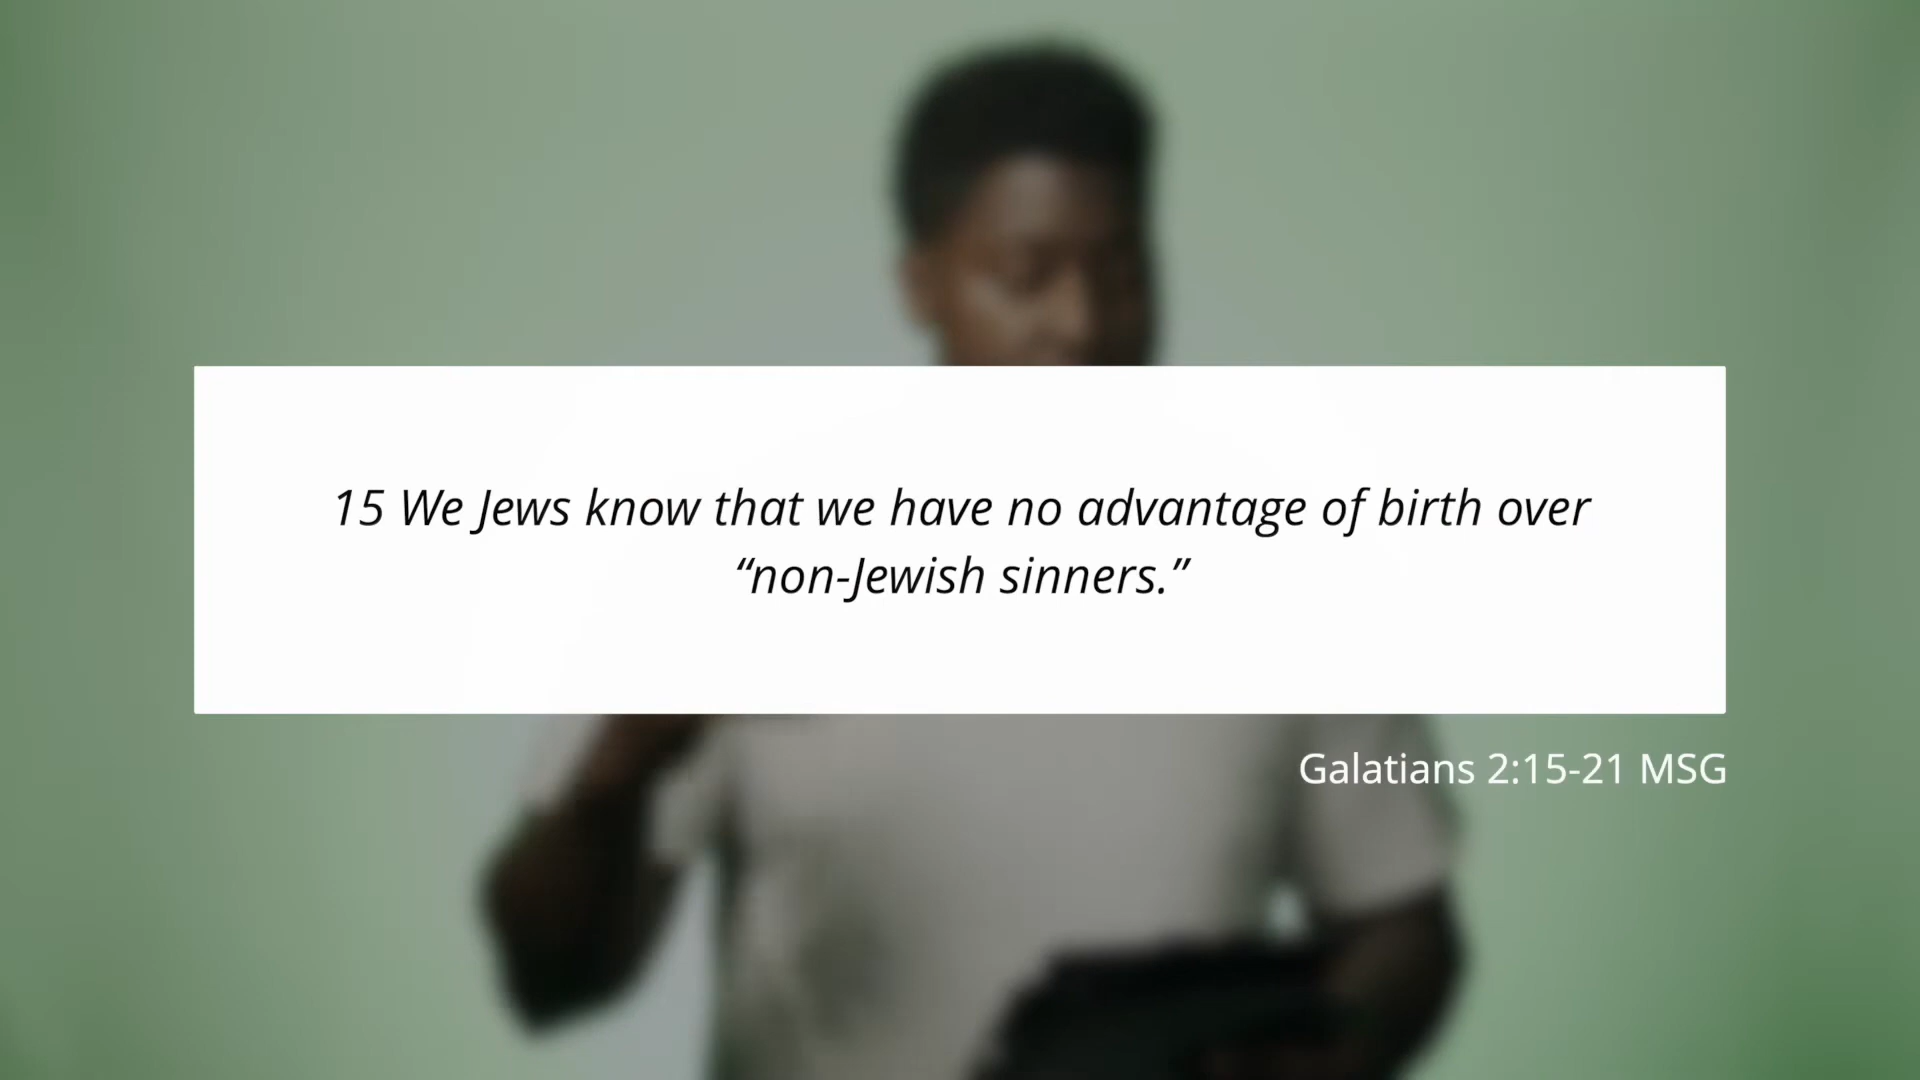 15 We Jews know that we have no advantage of birth over
“non-Jewish sinners.”
Galatians 2:15-21 MSG